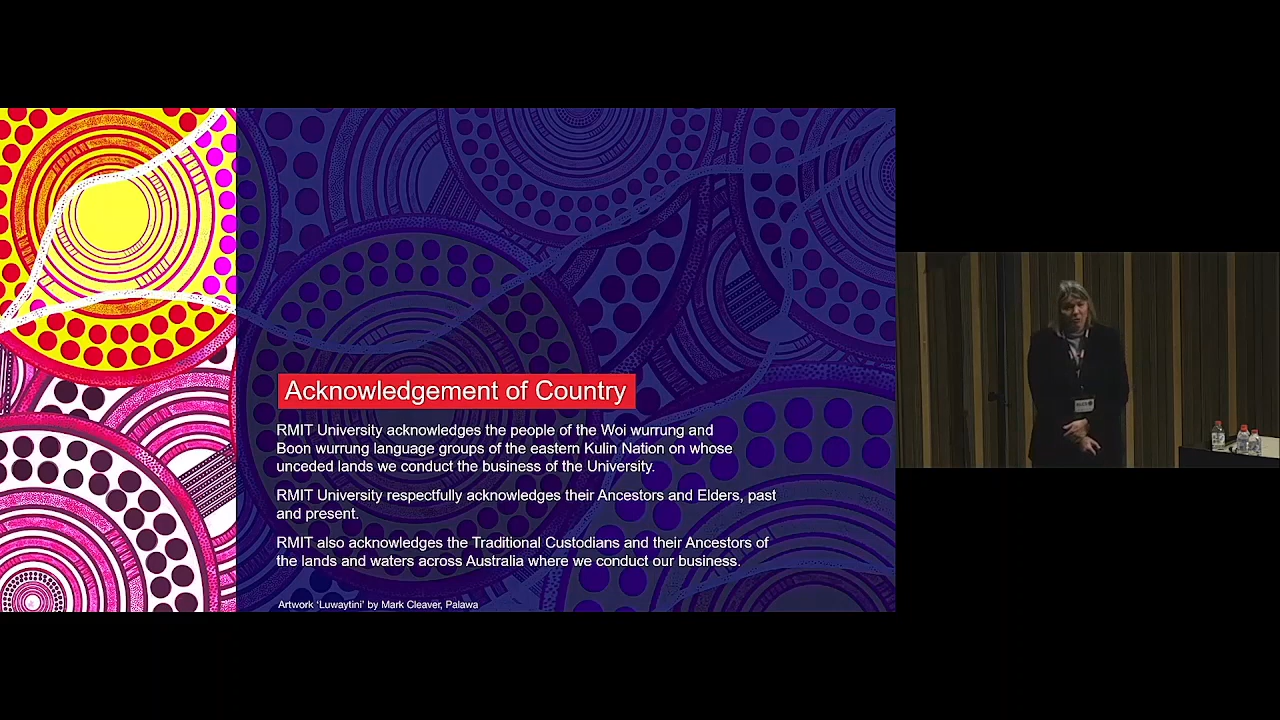 Acknowledgement of Country
RMIT University acknowledges the people of the Woi wurrung and
Boon wurrung language groups of the eastern Kulin Nation on whose
unceded lands we conduct the business of the University.
RMIT University respectfully acknowledges their Ancestors and Elders, past
and present.
RMIT also acknowledges the Traditional Custodians and their Ancestors of
the lands and waters across Australia where we conduct our business.
Artwork ‘Luwaytini’ by Mark Cleaver, Palawa